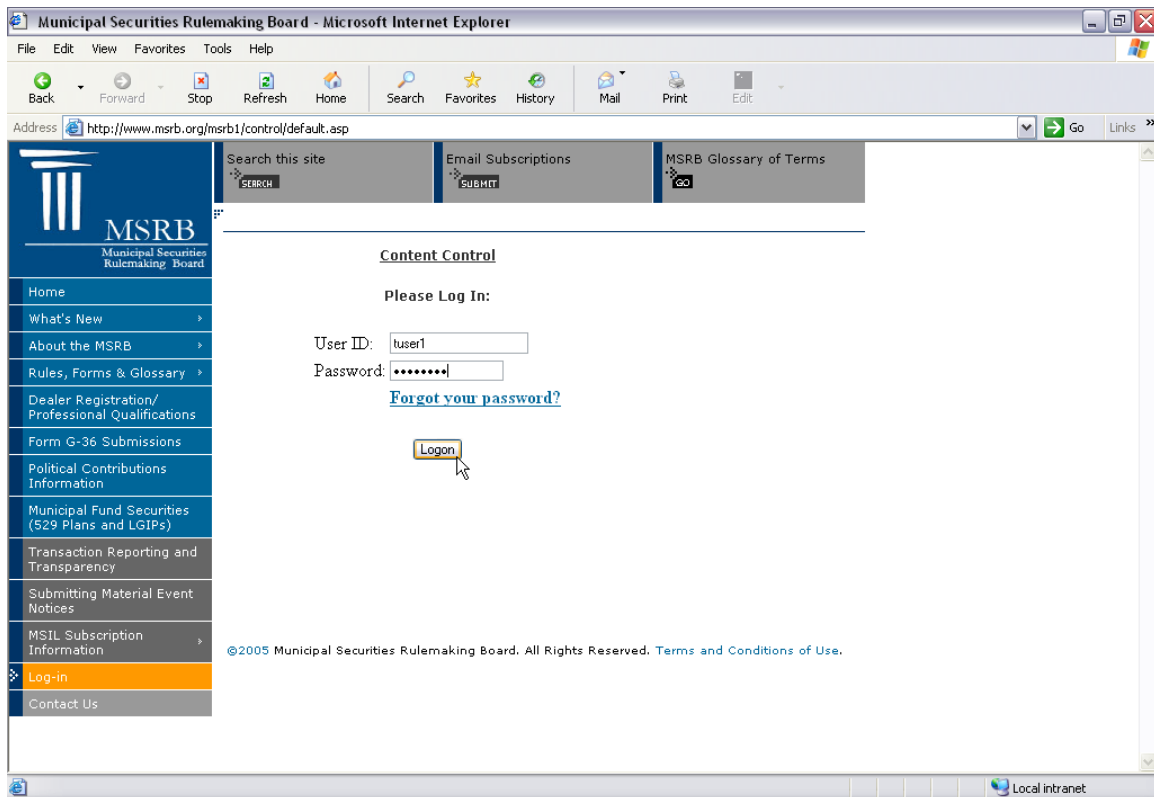 Municipal Securities Rulemaking Board - Microsoft Internet Explorer
File Edit View Favorites Tools Help
Back Forward Stop Refresh Home Search Favorites History Mail Print Edit
Address http://www.msrb.org/msrb1/control/default.asp Go Links »
Search this site Email Subscriptions MSRB Glossary of Terms
SEARCH SUBMIT GO
MSRB
Municipal Securities
Rulemaking Board
Content Control
Please Log In:
User ID: tuser1
Password: ••••••••
Forgot your password?
Logon
Home
What's New
About the MSRB
Rules, Forms & Glossary
Dealer Registration/
Professional Qualifications
Form G-36 Submissions
Political Contributions
Information
Municipal Fund Securities
(529 Plans and LGIPs)
Transaction Reporting and
Transparency
Submitting Material Event
Notices
MSIL Subscription
Information
Log-in
Contact Us
©2005 Municipal Securities Rulemaking Board. All Rights Reserved. Terms and Conditions of Use.
Local intranet